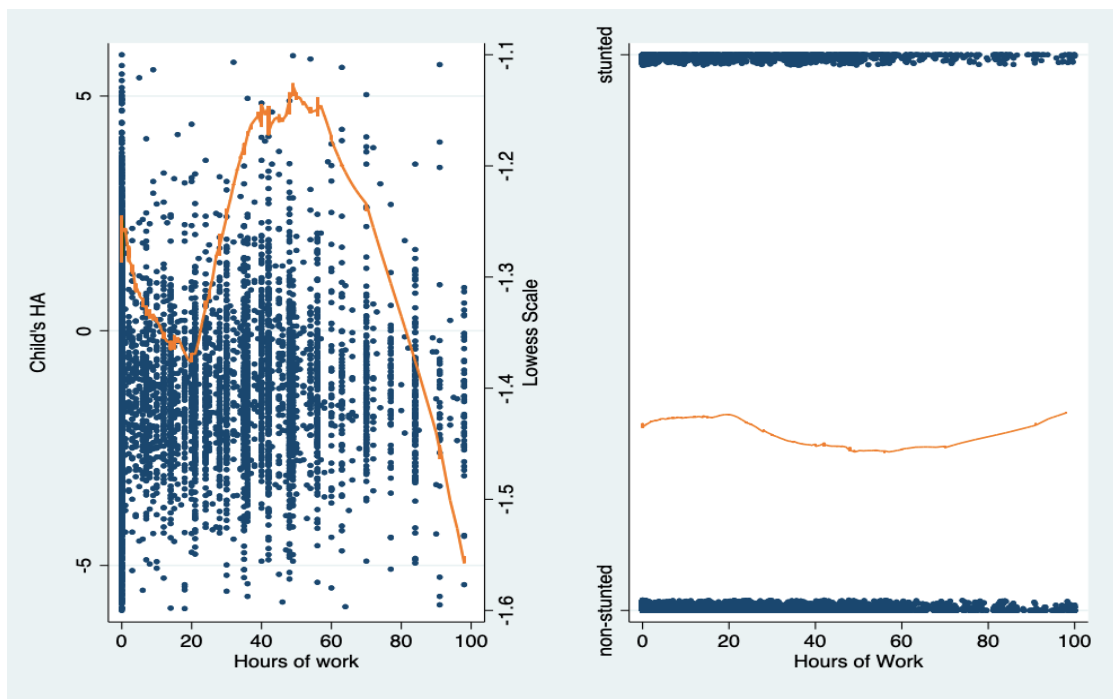 Child's HA
5
0
-5
-1.1
-1.2
-1.3
-1.4
-1.5
-1.6
Lowess Scale
0 20 40 60 80 100
Hours of work
stunted
non-stunted
0 20 40 60 80 100
Hours of Work